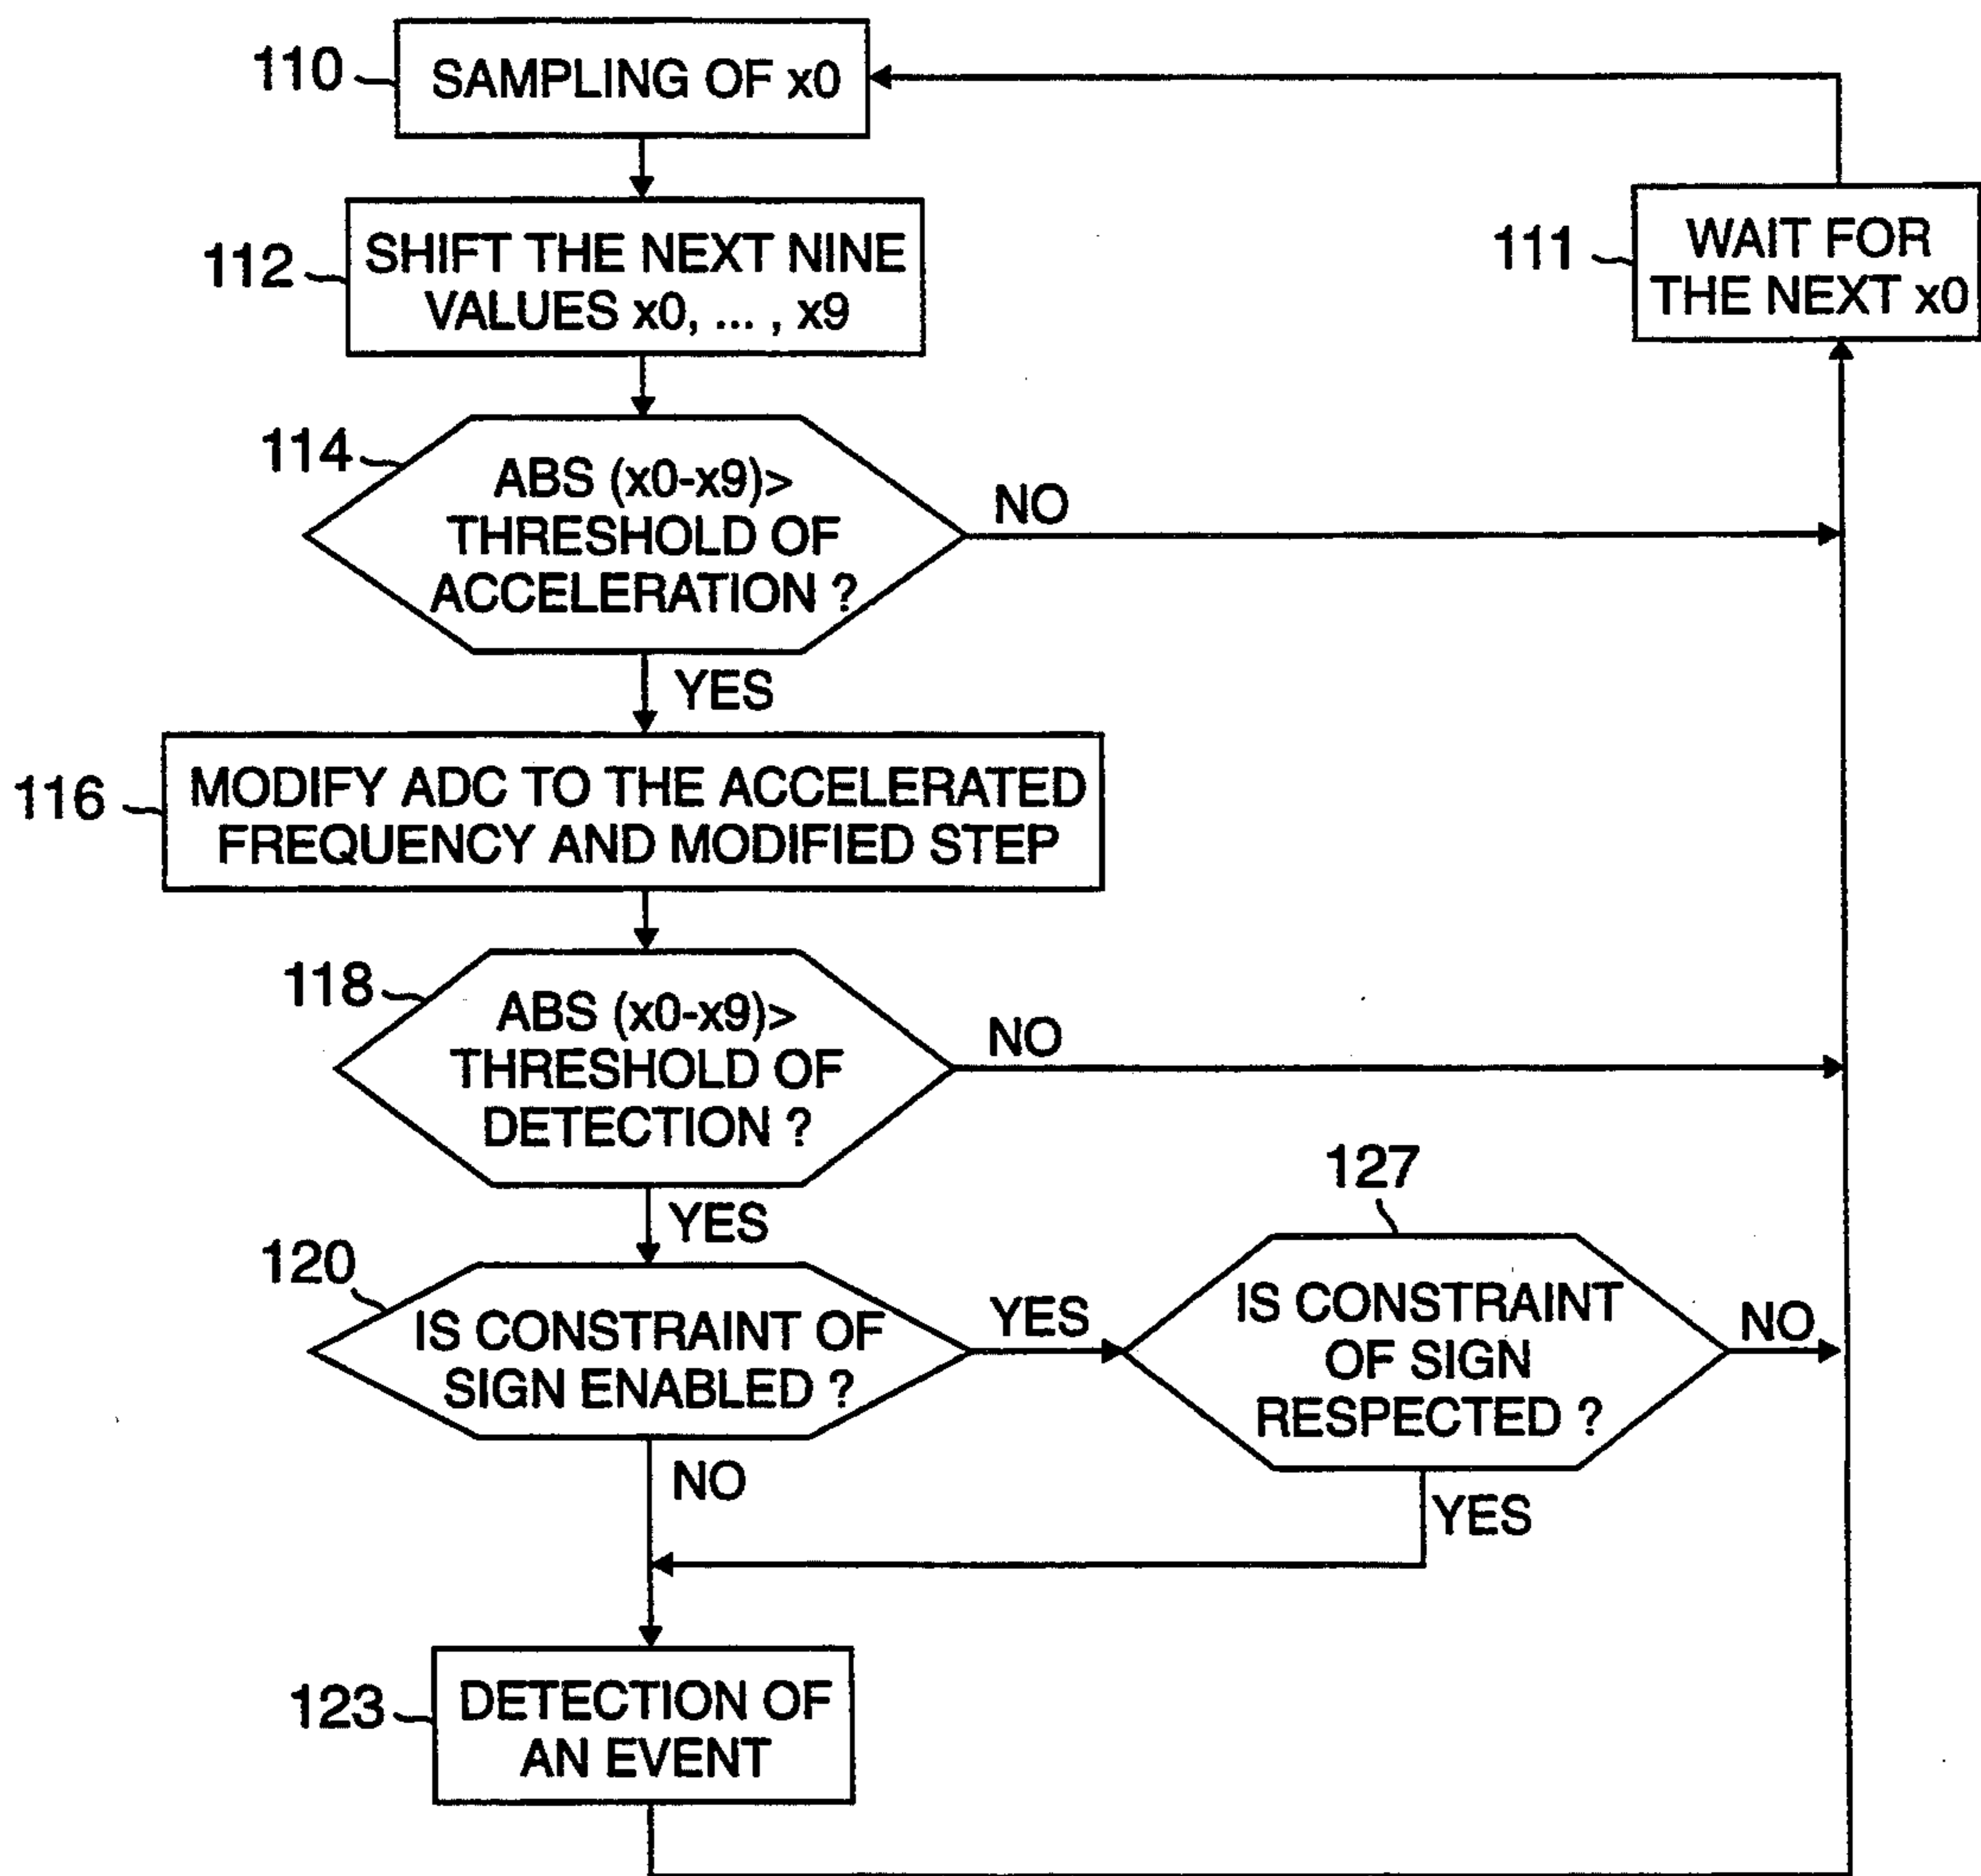 110
SAMPLING OF x0
112
SHIFT THE NEXT NINE
VALUES x0, ... , x9
111
WAIT FOR
THE NEXT x0
114
ABS (x0-x9)>
THRESHOLD OF
ACCELERATION ?
NO
YES
116
MODIFY ADC TO THE ACCELERATED
FREQUENCY AND MODIFIED STEP
118
ABS (x0-x9)>
THRESHOLD OF
DETECTION ?
NO
YES
120
IS CONSTRAINT OF
SIGN ENABLED ?
YES
127
IS CONSTRAINT
OF SIGN
RESPECTED ?
NO
NO
YES
123
DETECTION OF
AN EVENT